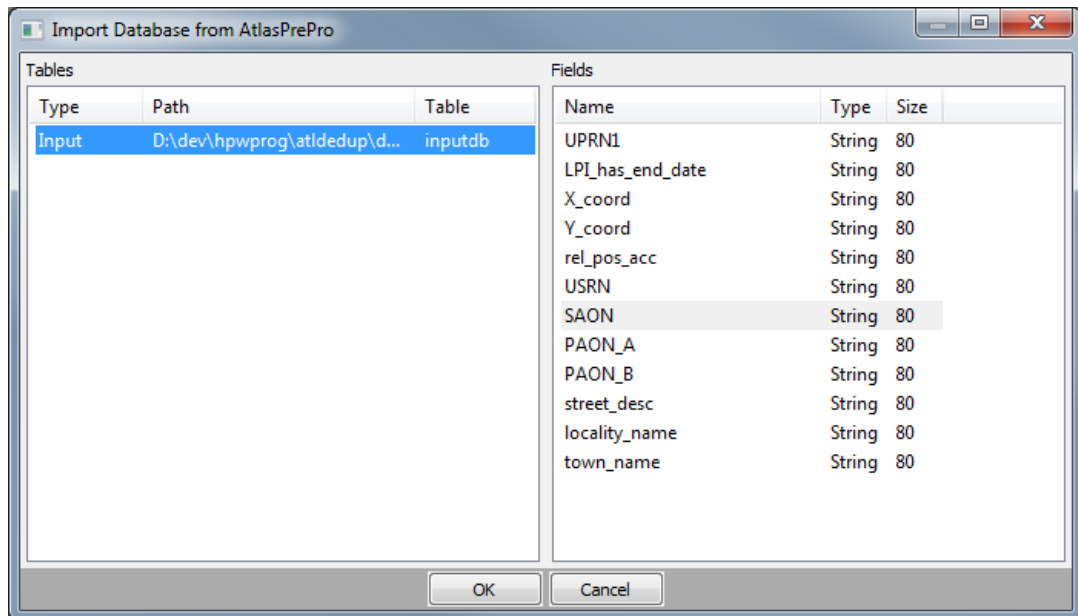 Import Database from AtlasPrePro
Tables
Type Path Table
Input D:\dev\hpwprog\atldedup\d... inputdb
Fields
Name Type Size
UPRN1 String 80
LPI_has_end_date String 80
X_coord String 80
Y_coord String 80
rel_pos_acc String 80
USRN String 80
SAON String 80
PAON_A String 80
PAON_B String 80
street_desc String 80
locality_name String 80
town_name String 80
OK Cancel